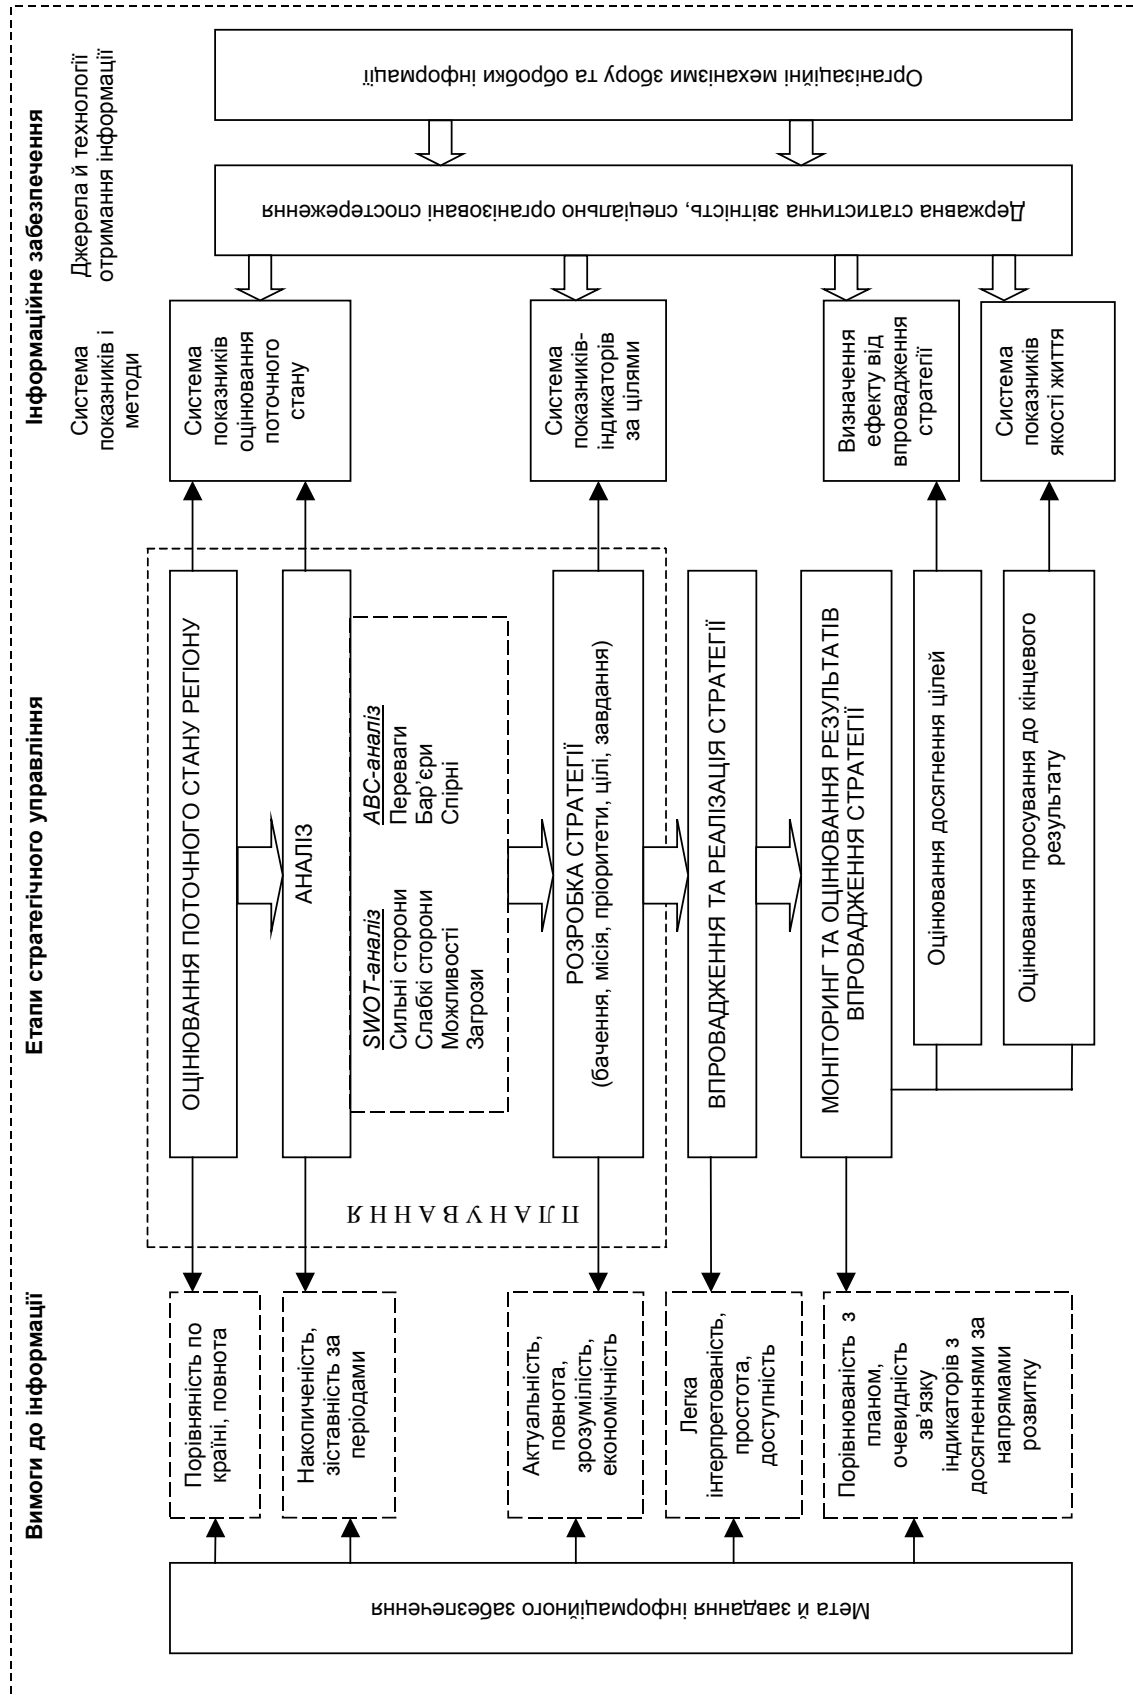 Вимоги до інформації
Етапи стратегічного управління
Інформаційне забезпечення
Система
показників і
методи
Джерела й технології
отримання інформації
Мета й завдання інформаційного забезпечення
Порівняність по
країні, повнота
Накопиченість,
зіставність за
періодами
Актуальність,
повнота,
зрозумілість,
економічність
Легка
інтерпретованість,
простота,
доступність
Порівнюваність з
планом,
очевидність
зв’язку
індикаторів з
досягненнями за
напрямами
розвитку
ПЛАНУВАННЯ
ОЦІНЮВАННЯ ПОТОЧНОГО СТАНУ РЕГІОНУ
АНАЛІЗ
SWOT-аналіз
Сильні сторони
Слабкі сторони
Можливості
Загрози
АВС-аналіз
Переваги
Бар’єри
Спірні
РОЗРОБКА СТРАТЕГІЇ
(бачення, місія, пріоритети, цілі, завдання)
ВПРОВАДЖЕННЯ ТА РЕАЛІЗАЦІЯ СТРАТЕГІЇ
МОНІТОРИНГ ТА ОЦІНЮВАННЯ РЕЗУЛЬТАТІВ
ВПРОВАДЖЕННЯ СТРАТЕГІЇ
Оцінювання досягнення цілей
Оцінювання просування до кінцевого
результату
Система
показників
оцінювання
поточного
стану
Система
показників-
індикаторів
за цілями
Визначення
ефекту від
впровадження
стратегії
Система
показників
якості життя
Державна статистична звітність, спеціально організовані спостереження
Організаційні механізми збору та обробки інформації